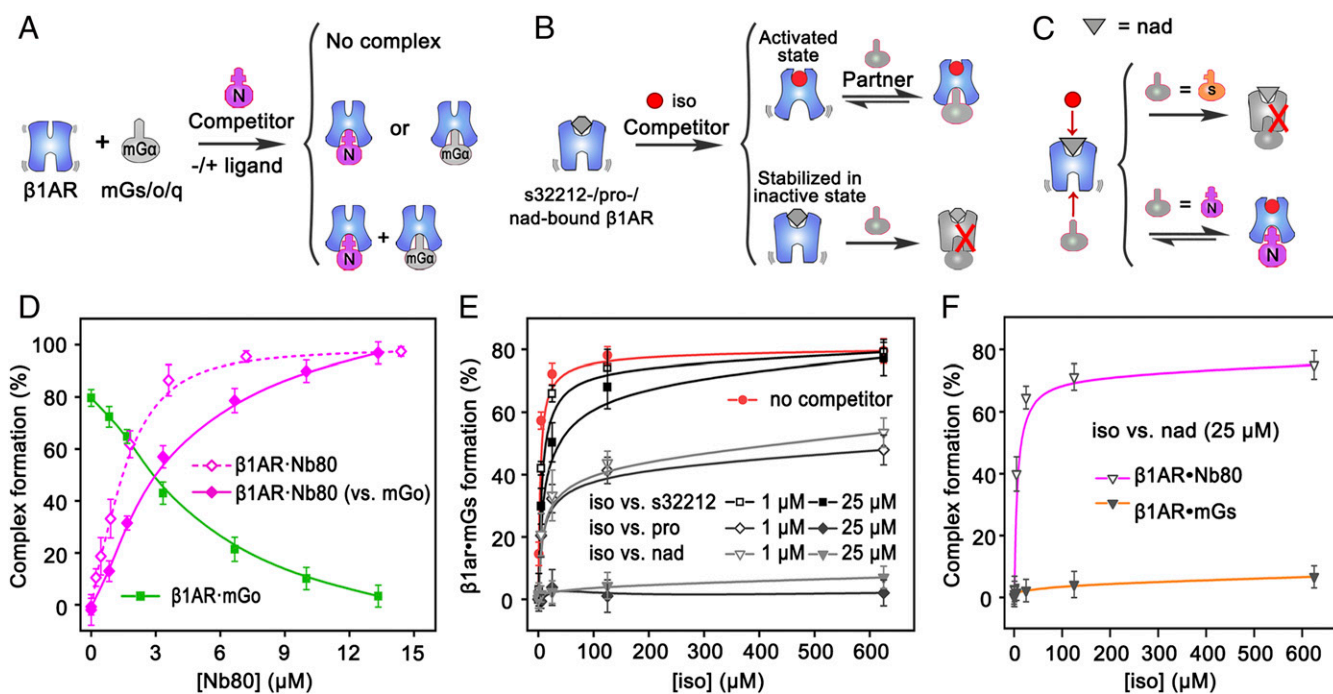 A
N
Competitor
-/+ ligand
β1AR
+
mGα
mGs/o/q
No complex
N
or
mGα
N
+
mGα
B
iso
Competitor
s32212-/pro-/
nad-bound β1AR
Activated
state
Partner
Stabilized in
inactive state
X
C
= nad
= s
X
= N
N
D
Complex formation (%)
100
80
60
40
20
0
β1AR·Nb80
β1AR·Nb80 (vs. mGo)
β1AR·mGo
0 3 6 9 12 15
[Nb80] (µM)
E
β1ar•mGs formation (%)
80
60
40
20
0
no competitor
iso vs. s32212 1 µM 25 µM
iso vs. pro 1 µM 25 µM
iso vs. nad 1 µM 25 µM
0 100 200 300 400 500 600
[iso] (µM)
F
Complex formation (%)
100
80
60
40
20
0
iso vs. nad (25 µM)
β1AR•Nb80
β1AR•mGs
0 100 200 300 400 500 600
[iso] (µM)